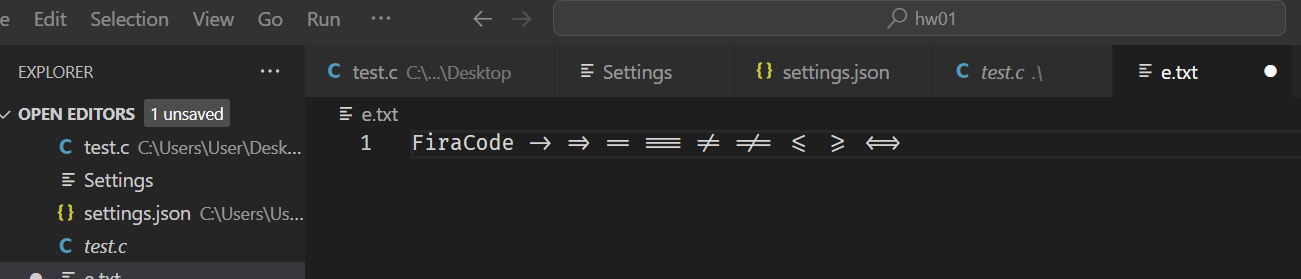 e Edit Selection View Go Run ··· ← → hw01
EXPLORER ···
test.c C:\...\Desktop Settings {} settings.json test.c .\ e.txt
OPEN EDITORS 1 unsaved
e.txt
1 FiraCode -> => == === != !== <= >= <=>
test.c C:\Users\User\Desk...
Settings
{} settings.json C:\Users\Us...
test.c
e.txt